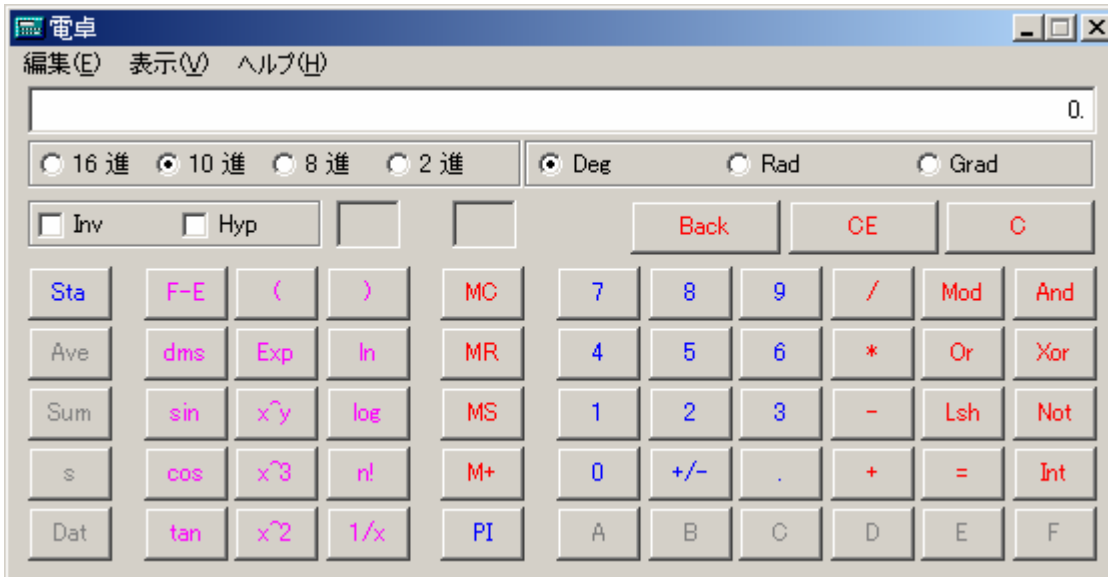 電卓
編集(E) 表示(V) ヘルプ(H)
0.
16 進 10 進 8 進 2 進 Deg Rad Grad
Inv Hyp Back CE C
Sta F-E ( ) MC 7 8 9 / Mod And
Ave dms Exp ln MR 4 5 6 * Or Xor
Sum sin x^y log MS 1 2 3 - Lsh Not
s cos x^3 n! M+ 0 +/- . + = Int
Dat tan x^2 1/x PI A B C D E F